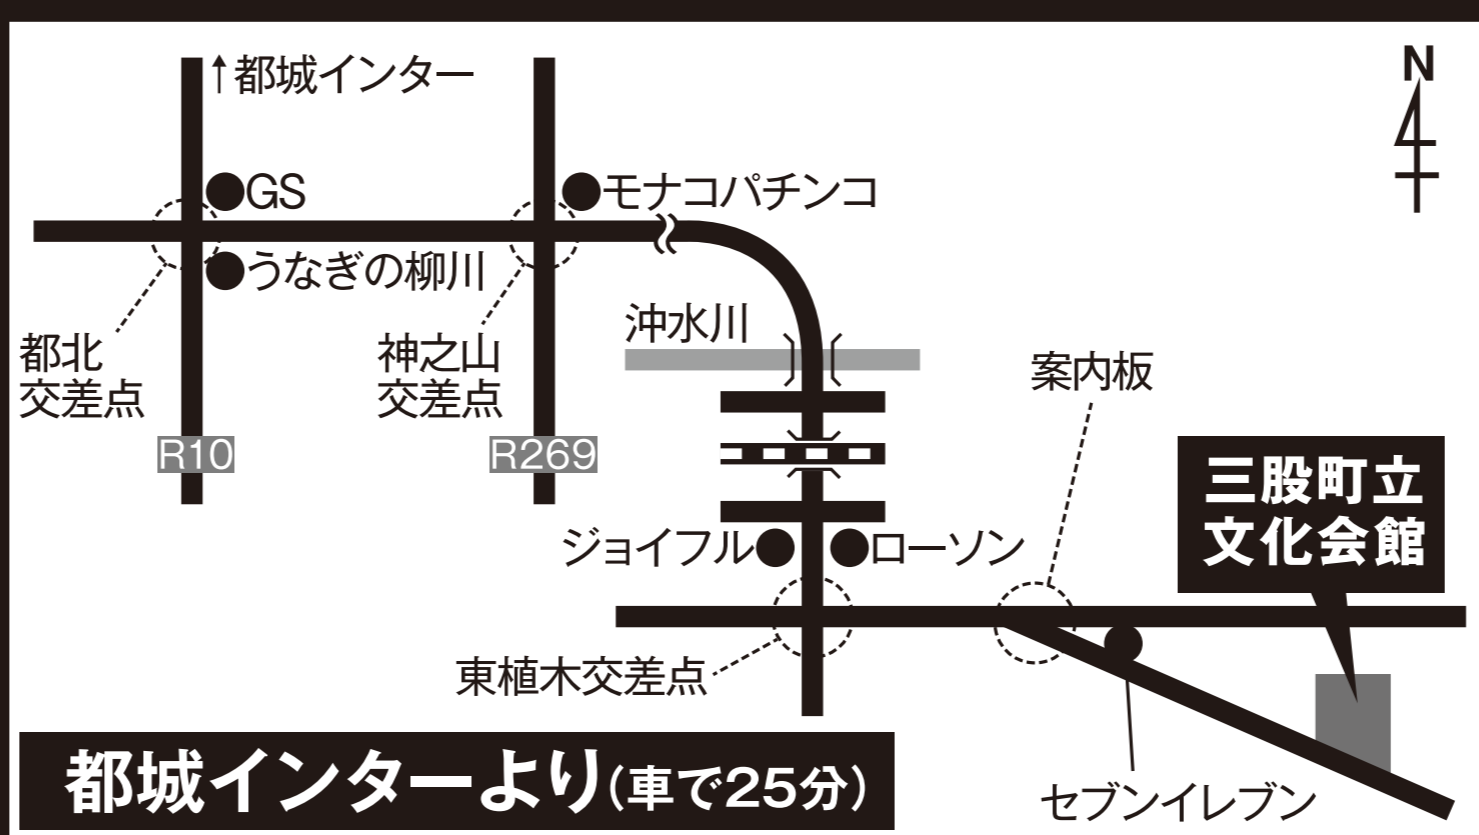 ↑都城インター
N
●GS
●モナコパチンコ
●うなぎの柳川
都北
交差点
神之山
交差点
沖水川
案内板
R10
R269
三股町立
文化会館
ジョイフル●
●ローソン
東植木交差点
都城インターより(車で25分)
セブンイレブン